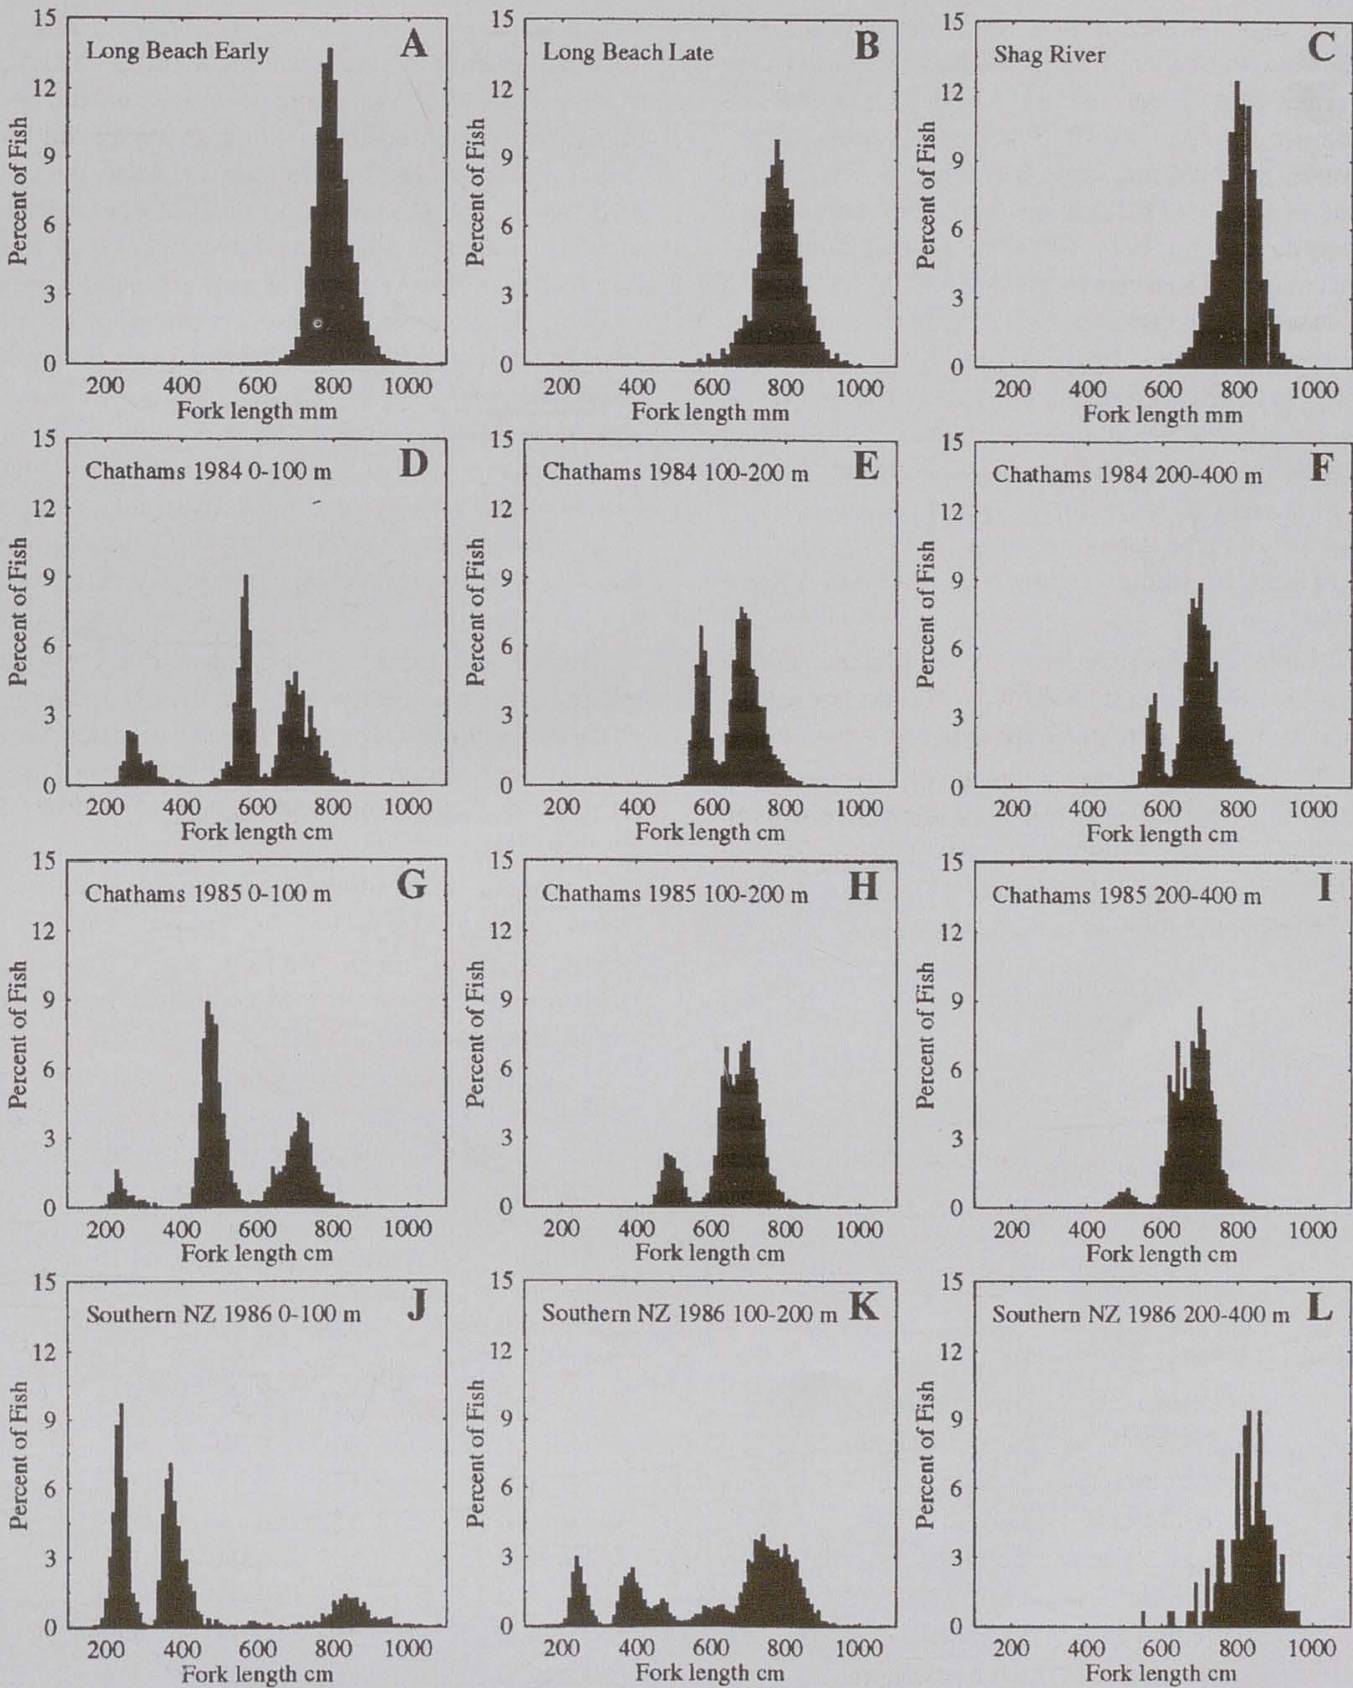 15
12
9
6
3
0
Percent of Fish
Long Beach Early
A
200 400 600 800 1000
Fork length mm
15
12
9
6
3
0
Percent of Fish
Long Beach Late
B
200 400 600 800 1000
Fork length mm
15
12
9
6
3
0
Percent of Fish
Shag River
C
200 400 600 800 1000
Fork length mm
15
12
9
6
3
0
Percent of Fish
Chathams 1984 0-100 m
D
200 400 600 800 1000
Fork length cm
15
12
9
6
3
0
Percent of Fish
Chathams 1984 100-200 m
E
200 400 600 800 1000
Fork length cm
15
12
9
6
3
0
Percent of Fish
Chathams 1984 200-400 m
F
200 400 600 800 1000
Fork length cm
15
12
9
6
3
0
Percent of Fish
Chathams 1985 0-100 m
G
200 400 600 800 1000
Fork length cm
15
12
9
6
3
0
Percent of Fish
Chathams 1985 100-200 m
H
200 400 600 800 1000
Fork length cm
15
12
9
6
3
0
Percent of Fish
Chathams 1985 200-400 m
I
200 400 600 800 1000
Fork length cm
15
12
9
6
3
0
Percent of Fish
Southern NZ 1986 0-100 m
J
200 400 600 800 1000
Fork length cm
15
12
9
6
3
0
Percent of Fish
Southern NZ 1986 100-200 m
K
200 400 600 800 1000
Fork length cm
15
12
9
6
3
0
Percent of Fish
Southern NZ 1986 200-400 m
L
200 400 600 800 1000
Fork length cm